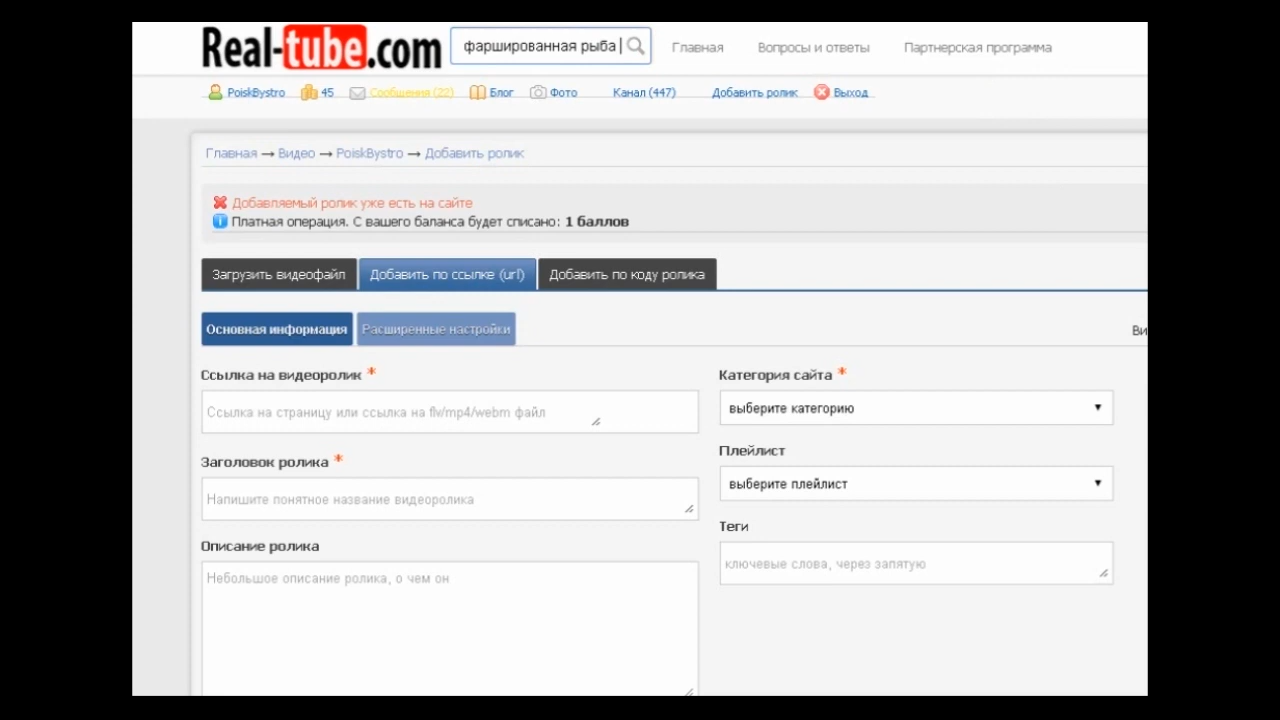 Real-tube.com фаршированная рыба Главная Вопросы и ответы Партнерская программа
PoiskBystro 45 Сообщения (22) Блог Фото Канал (447) Добавить ролик Выход
Главная → Видео → PoiskBystro → Добавить ролик
Добавляемый ролик уже есть на сайте
Платная операция. С вашего баланса будет списано: 1 баллов
Загрузить видеофайл Добавить по ссылке (url) Добавить по коду ролика
Основная информация Расширенные настройки Ви
Ссылка на видеоролик * Категория сайта *
Ссылка на страницу или ссылка на flv/mp4/webm файл выберите категорию
Плейлист
Заголовок ролика *
выберите плейлист
Напишите понятное название видеоролика
Теги
Описание ролика
ключевые слова, через запятую
Небольшое описание ролика, о чем он